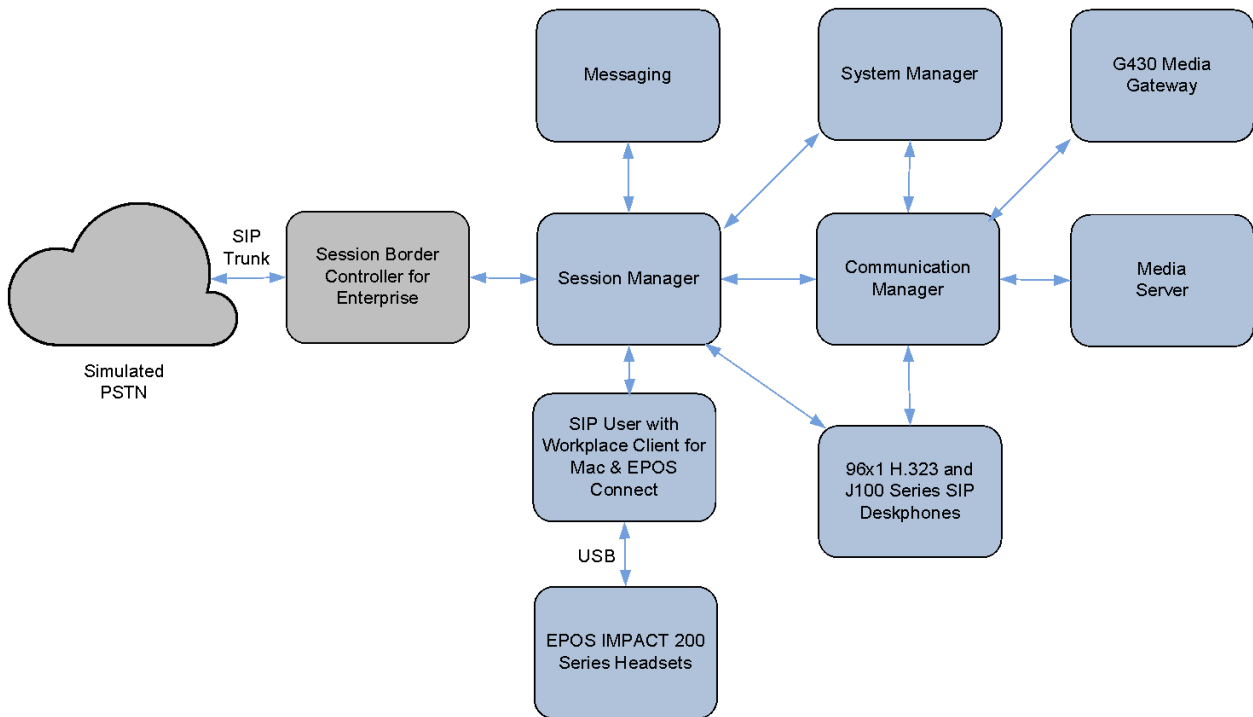 Messaging
System Manager
G430 Media
Gateway
SIP
Trunk
Session Border
Controller for
Enterprise
Session Manager
Communication
Manager
Media
Server
Simulated
PSTN
SIP User with
Workplace Client for
Mac & EPOS
Connect
96x1 H.323 and
J100 Series SIP
Deskphones
USB
EPOS IMPACT 200
Series Headsets